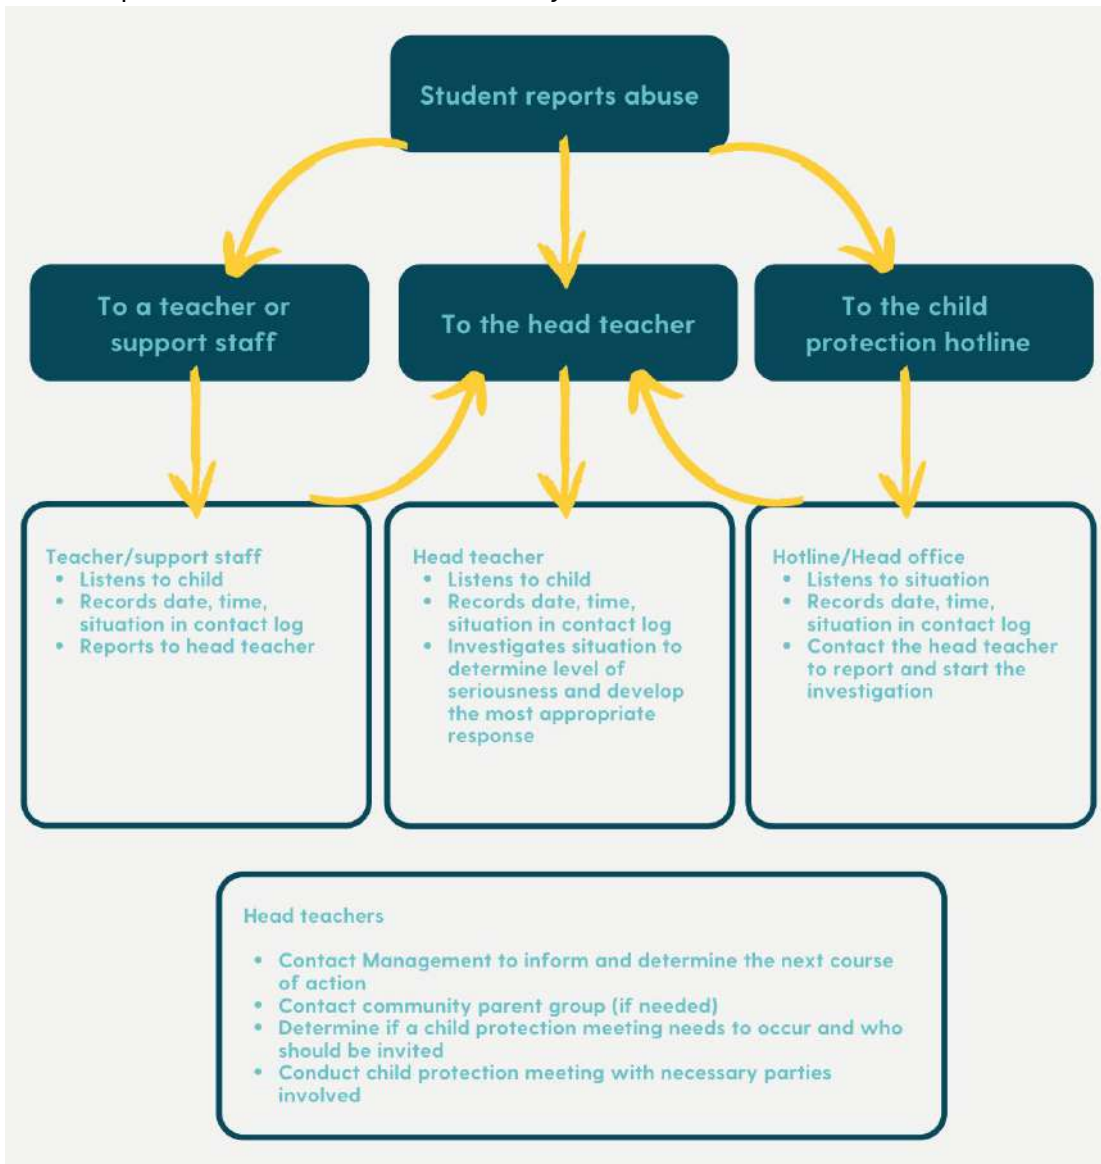 Student reports abuse
To a teacher or
support staff
To the head teacher
To the child
protection hotline
Teacher/support staff
• Listens to child
• Records date, time,
situation in contact log
• Reports to head teacher
Head teacher
• Listens to child
• Records date, time,
situation in contact log
• Investigates situation to
determine level of
seriousness and develop
the most appropriate
response
Hotline/Head office
• Listens to situation
• Records date, time,
situation in contact log
• Contact the head teacher
to report and start the
investigation
Head teachers
• Contact Management to inform and determine the next course
of action
• Contact community parent group (if needed)
• Determine if a child protection meeting needs to occur and who
should be invited
• Conduct child protection meeting with necessary parties
involved